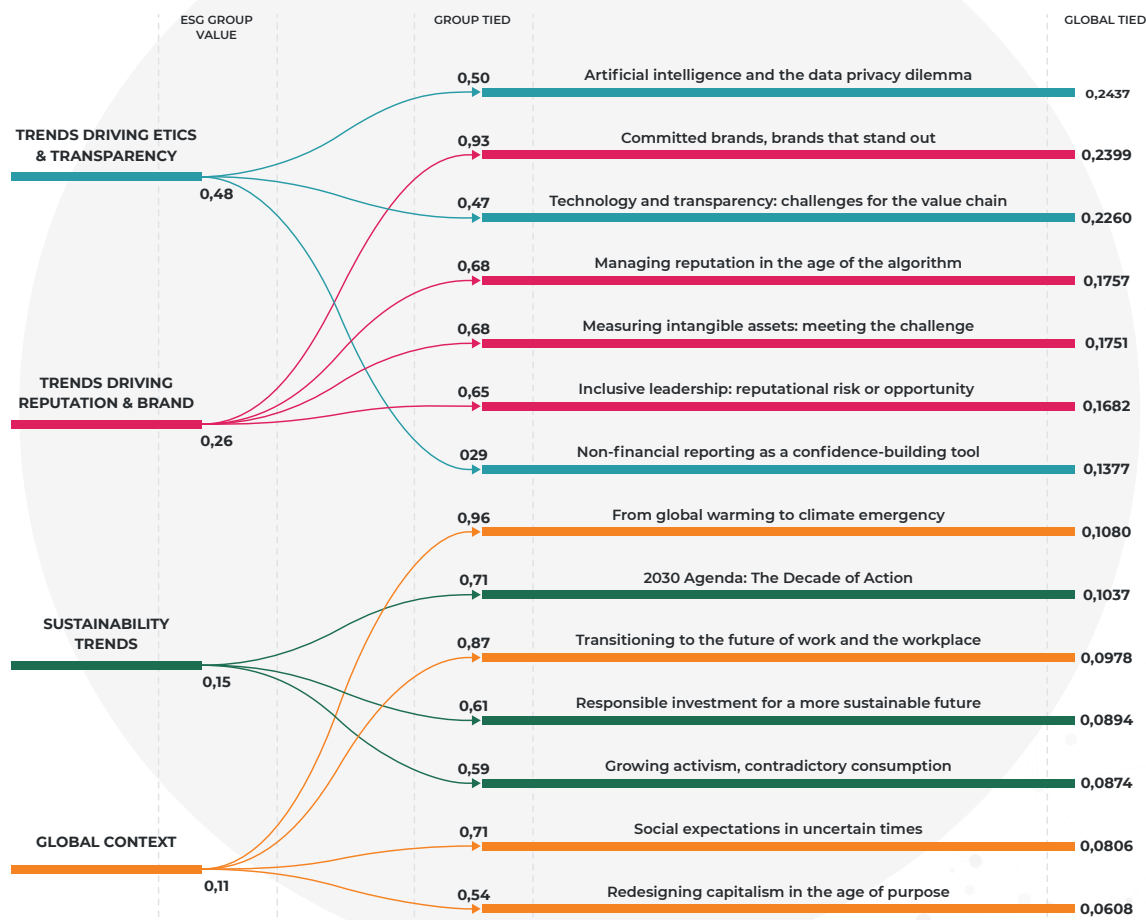 ESG GROUP
VALUE
GROUP TIED
GLOBAL TIED
TRENDS DRIVING ETICS
& TRANSPARENCY
0,48
TRENDS DRIVING
REPUTATION & BRAND
0,26
SUSTAINABILITY
TRENDS
0,15
GLOBAL CONTEXT
0,11
0,50
Artificial intelligence and the data privacy dilemma
0,2437
0,93
Committed brands, brands that stand out
0,2399
0,47
Technology and transparency: challenges for the value chain
0,2260
0,68
Managing reputation in the age of the algorithm
0,1757
0,68
Measuring intangible assets: meeting the challenge
0,1751
0,65
Inclusive leadership: reputational risk or opportunity
0,1682
029
Non-financial reporting as a confidence-building tool
0,1377
0,96
From global warming to climate emergency
0,1080
0,71
2030 Agenda: The Decade of Action
0,1037
0,87
Transitioning to the future of work and the workplace
0,0978
0,61
Responsible investment for a more sustainable future
0,0894
0,59
Growing activism, contradictory consumption
0,0874
0,71
Social expectations in uncertain times
0,0806
0,54
Redesigning capitalism in the age of purpose
0,0608